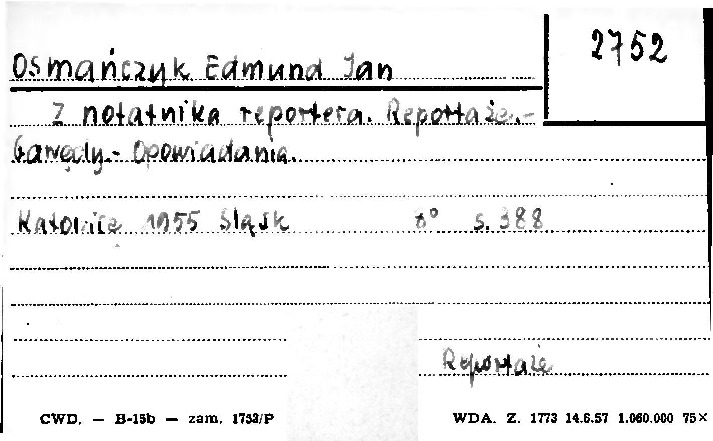 2752
Osmańczyk Edmund Jan
Z notatnika reportera. Reportaże.-
Gawędy.- Opowiadania.
Katowice 1955 Śląsk 8° s. 388
Reportaże
CWD. — B-15b — zam. 1753/P WDA. Z. 1773 14.6.57 1.060.000 75×